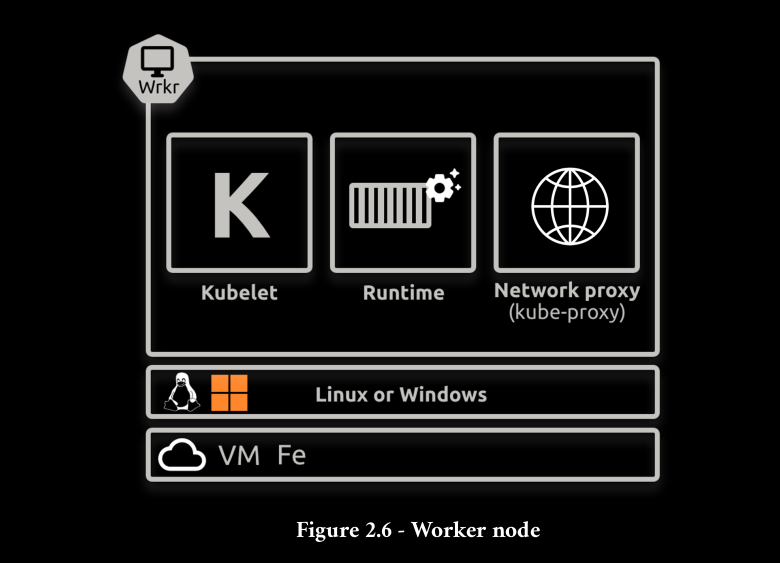 Wrkr
K
Kubelet
Runtime
Network proxy
(kube-proxy)
Linux or Windows
VM Fe
Figure 2.6 - Worker node